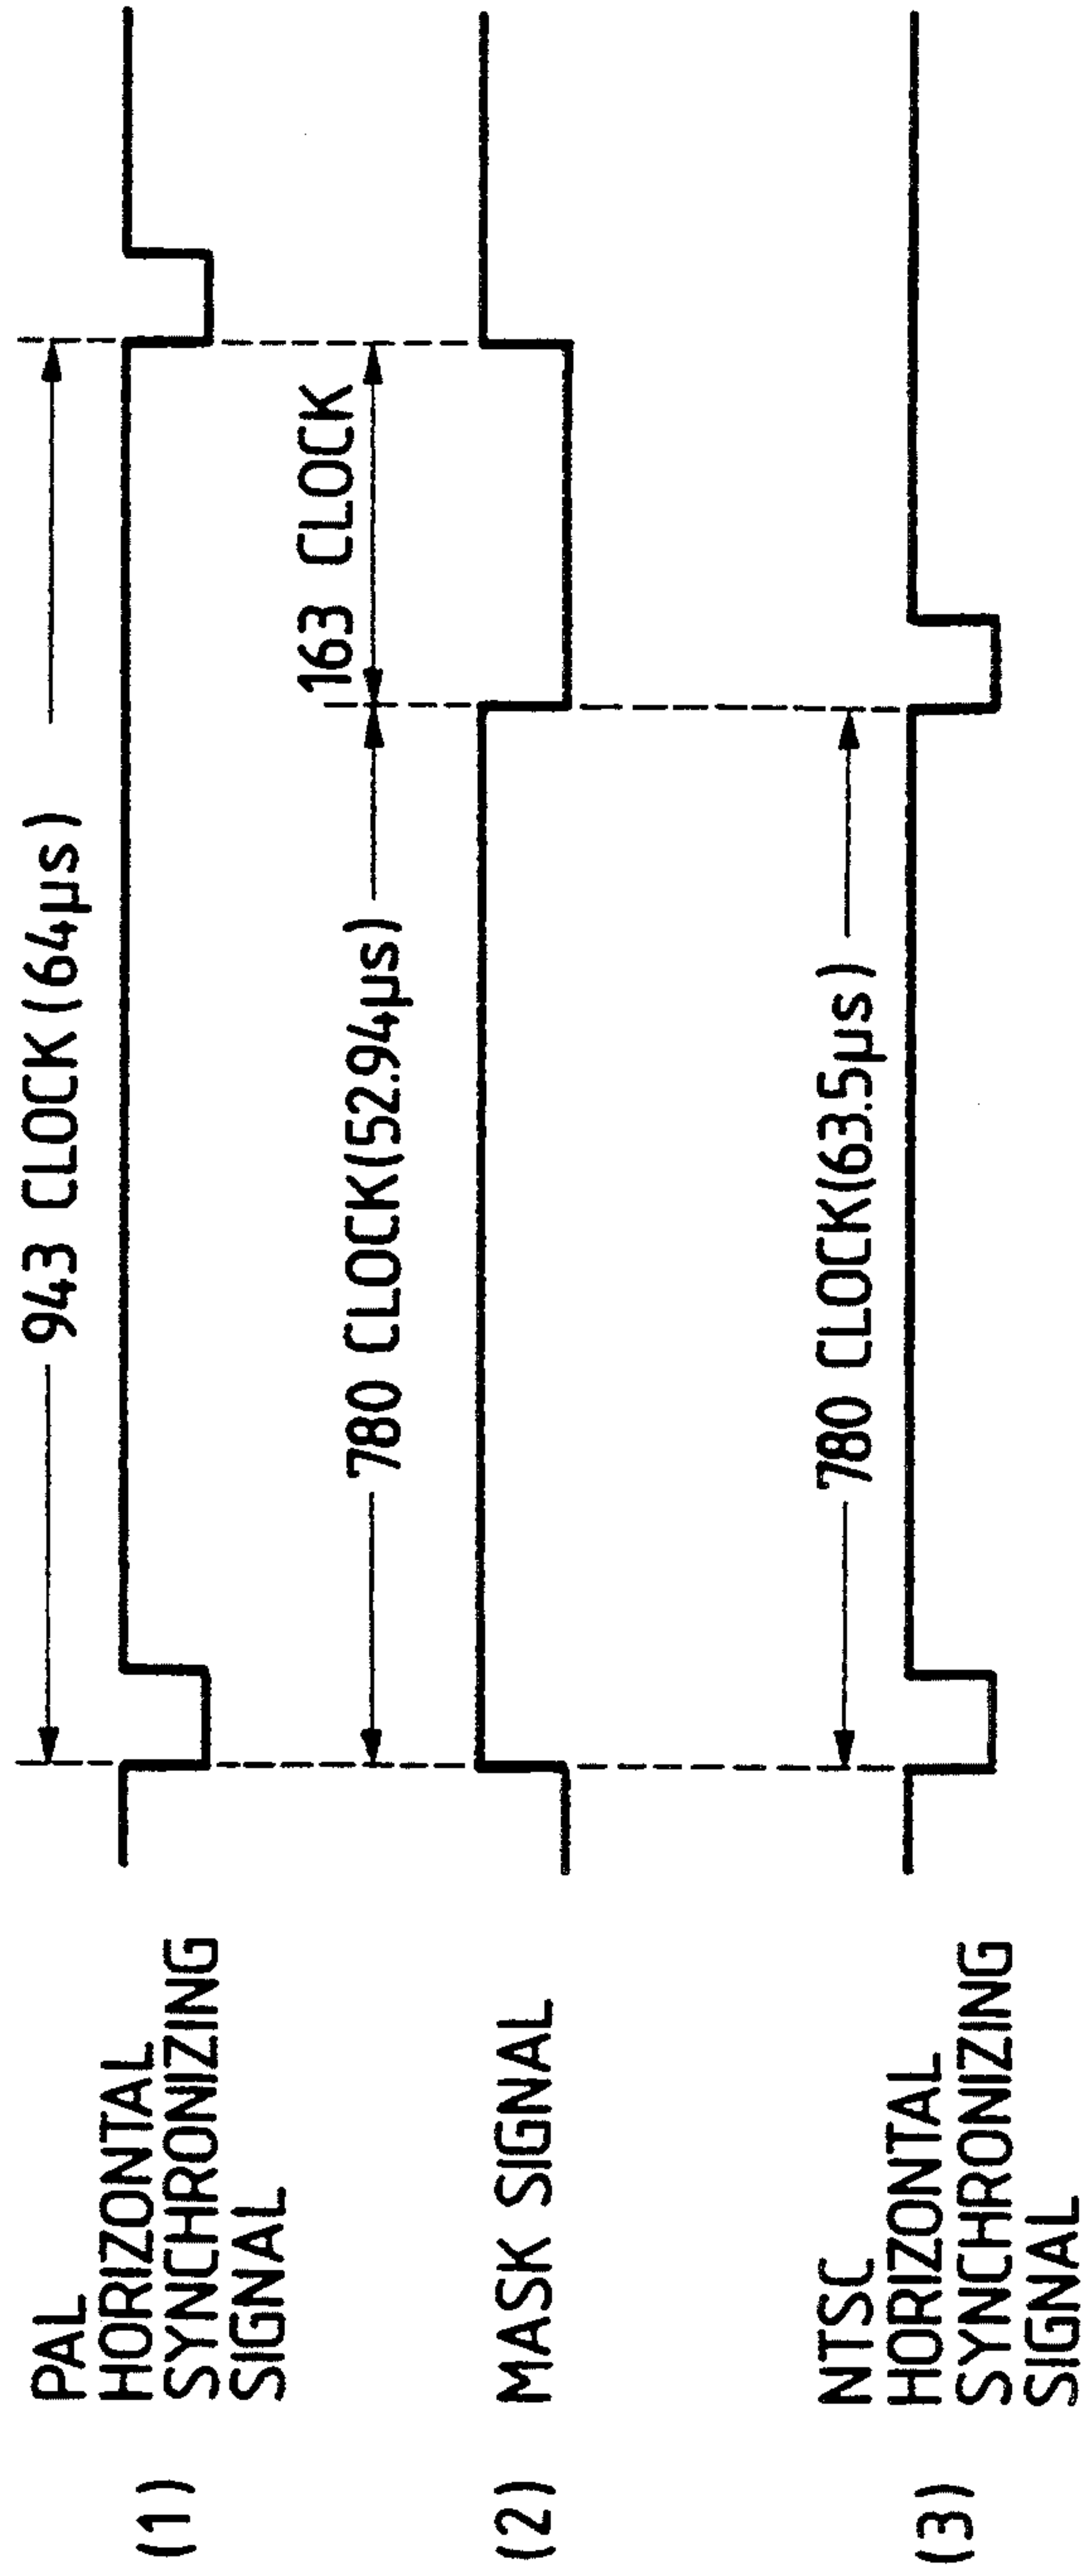 943 CLOCK (64μs)
(1) PAL
HORIZONTAL
SYNCHRONIZING
SIGNAL
163 CLOCK
780 CLOCK(52.94μs)
(2) MASK SIGNAL
780 CLOCK(63.5μs)
(3) NTSC
HORIZONTAL
SYNCHRONIZING
SIGNAL